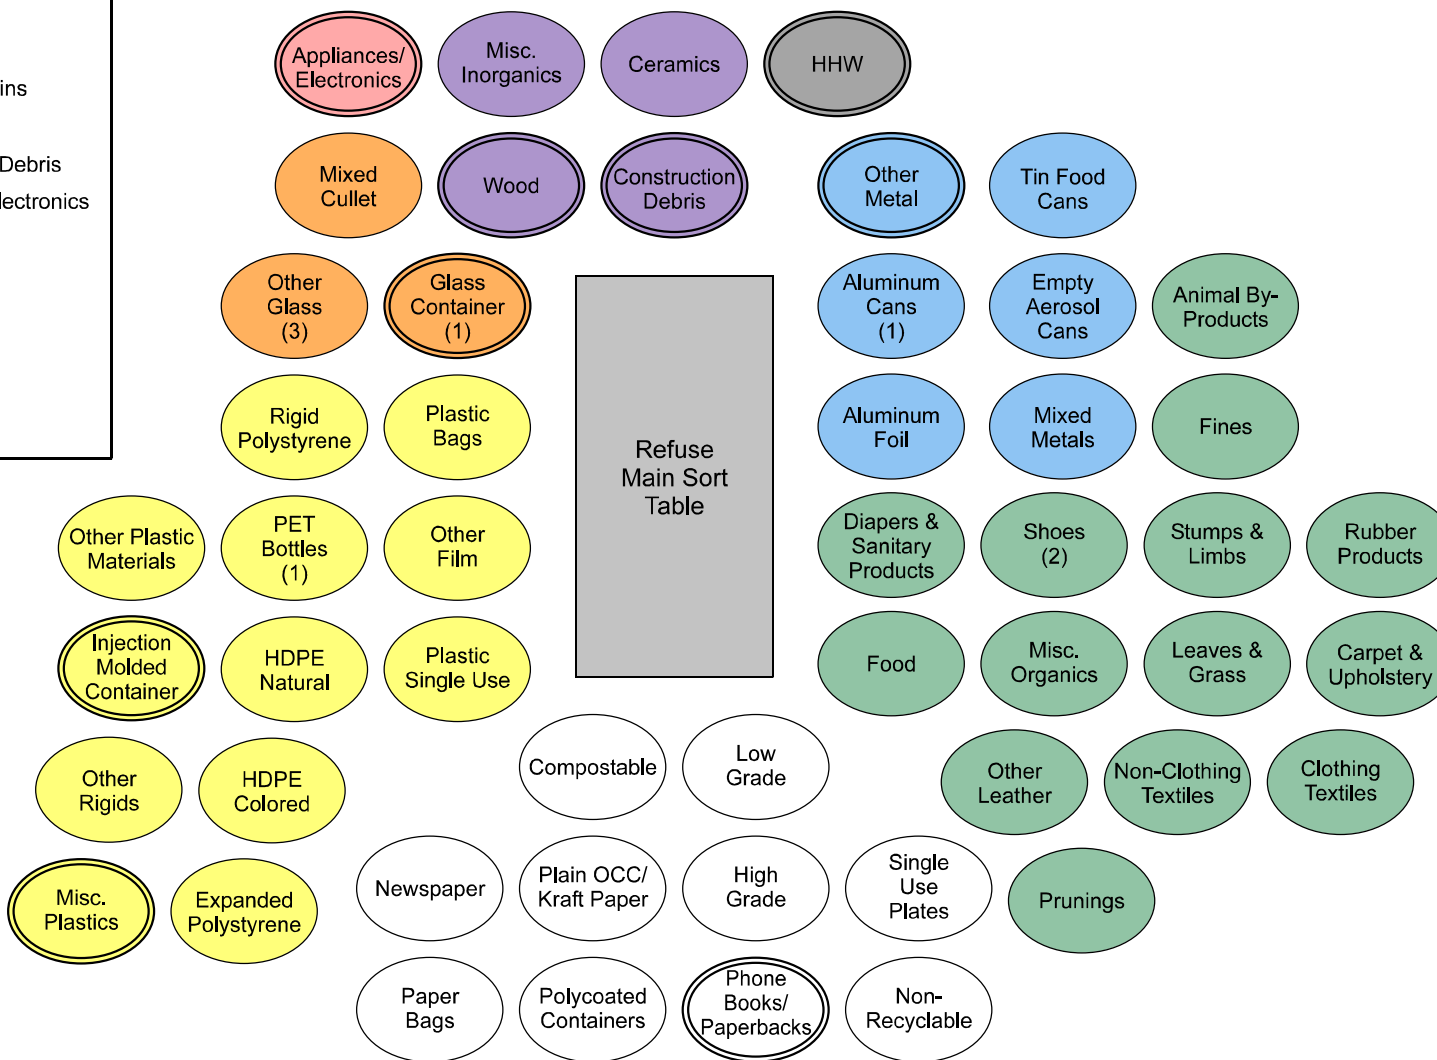 Appliances/
Electronics
Misc.
Inorganics
Ceramics
HHW
ins
Debris
lectronics
Mixed
Cullet
Wood
Construction
Debris
Other
Metal
Tin Food
Cans
Other
Glass
(3)
Glass
Container
(1)
Aluminum
Cans
(1)
Empty
Aerosol
Cans
Animal By-
Products
Rigid
Polystyrene
Plastic
Bags
Refuse
Main Sort
Table
Aluminum
Foil
Mixed
Metals
Fines
Other Plastic
Materials
PET
Bottles
(1)
Other
Film
Diapers &
Sanitary
Products
Shoes
(2)
Stumps &
Limbs
Rubber
Products
Injection
Molded
Container
HDPE
Natural
Plastic
Single Use
Food
Misc.
Organics
Leaves &
Grass
Carpet &
Upholstery
Other
Rigids
HDPE
Colored
Compostable
Low
Grade
Other
Leather
Non-Clothing
Textiles
Clothing
Textiles
Misc.
Plastics
Expanded
Polystyrene
Newspaper
Plain OCC/
Kraft Paper
High
Grade
Single
Use
Plates
Prunings
Paper
Bags
Polycoated
Containers
Phone
Books/
Paperbacks
Non-
Recyclable